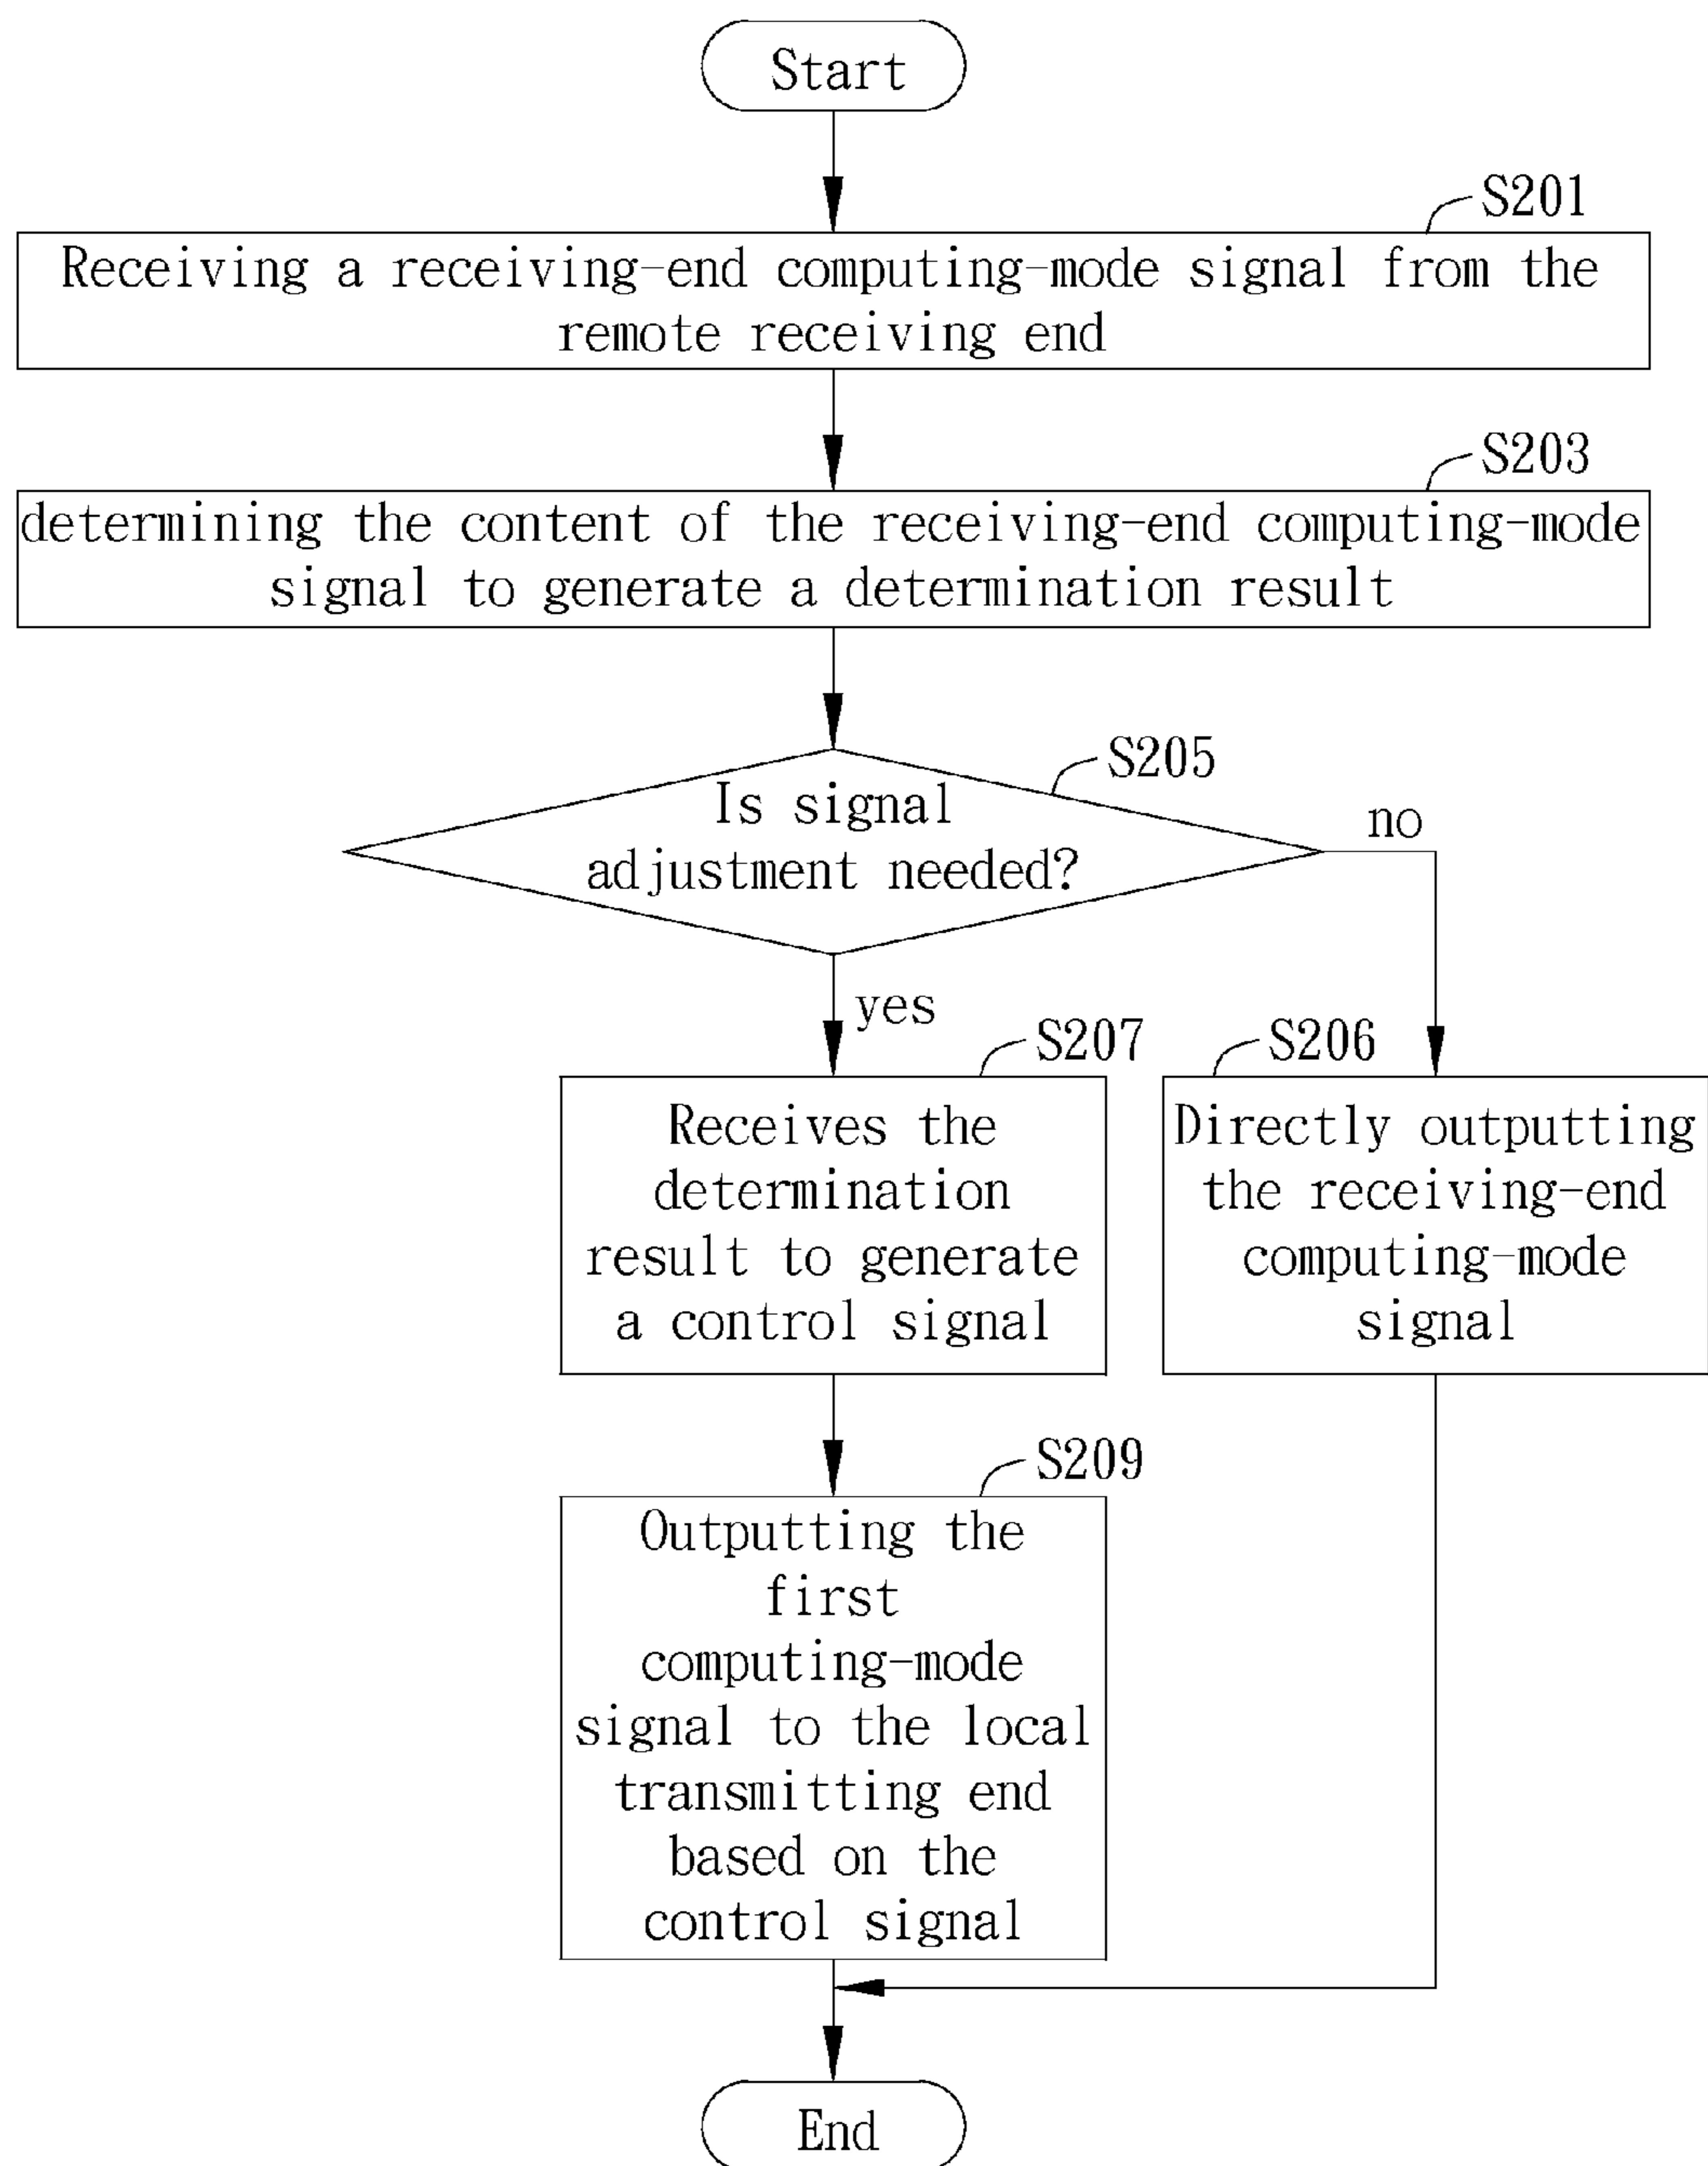 Start
S201
Receiving a receiving-end computing-mode signal from the
remote receiving end
S203
determining the content of the receiving-end computing-mode
signal to generate a determination result
S205
Is signal
adjustment needed?
no
yes
S207
Receives the
determination
result to generate
a control signal
S206
Directly outputting
the receiving-end
computing-mode
signal
S209
Outputting the
first
computing-mode
signal to the local
transmitting end
based on the
control signal
End